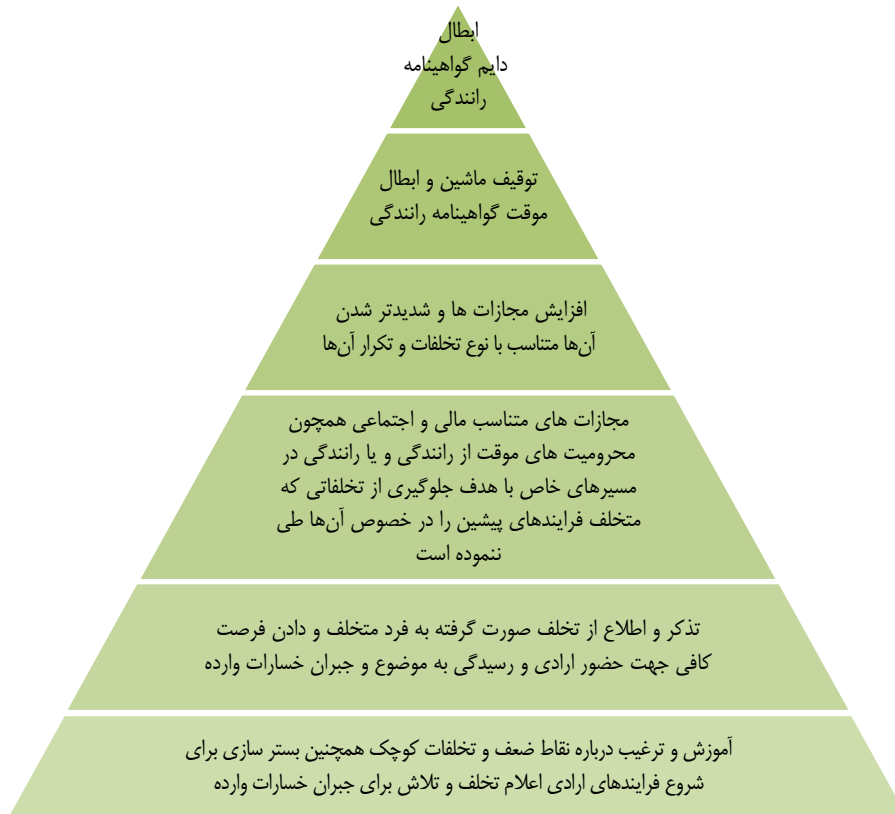 ابطال
دایم گواهینامه
رانندگی
توقیف ماشین و ابطال
موقت گواهینامه رانندگی
افزایش مجازات ها و شدیدتر شدن
آن‌ها متناسب با نوع تخلفات و تکرار آن‌ها
مجازات های متناسب مالی و اجتماعی همچون
محرومیت های موقت از رانندگی و یا رانندگی در
مسیرهای خاص با هدف جلوگیری از تخلفاتی که
متخلف فرایندهای پیشین را در خصوص آن‌ها طی
ننموده است
تذکر و اطلاع از تخلف صورت گرفته به فرد متخلف و دادن فرصت
کافی جهت حضور ارادی و رسیدگی به موضوع و جبران خسارات وارده
آموزش و ترغیب درباره نقاط ضعف و تخلفات کوچک همچنین بستر سازی برای
شروع فرایندهای ارادی اعلام تخلف و تلاش برای جبران خسارات وارده